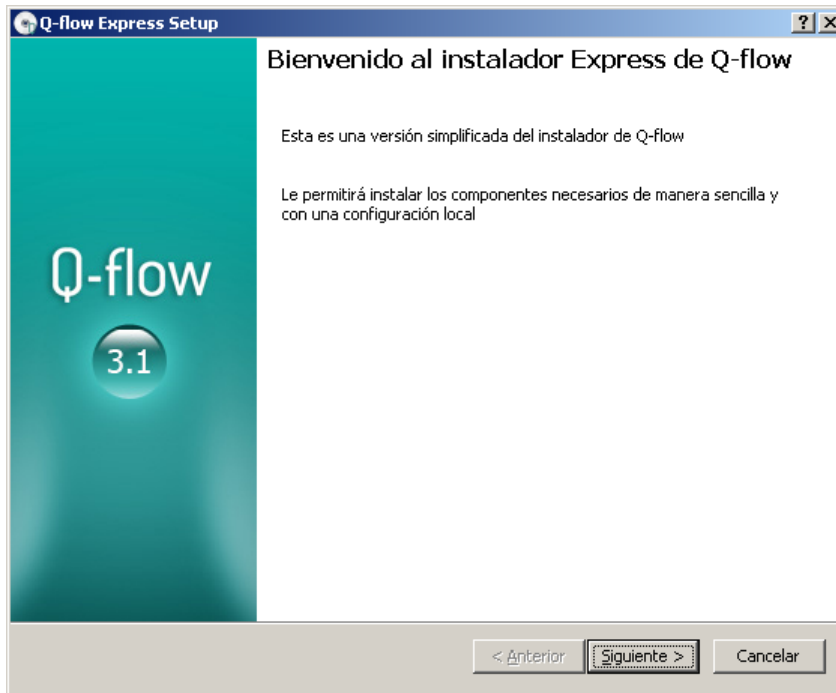 Q-flow Express Setup
Bienvenido al instalador Express de Q-flow
Esta es una versión simplificada del instalador de Q-flow
Le permitirá instalar los componentes necesarios de manera sencilla y
con una configuración local
Q-flow
3.1
< Anterior
Siguiente >
Cancelar